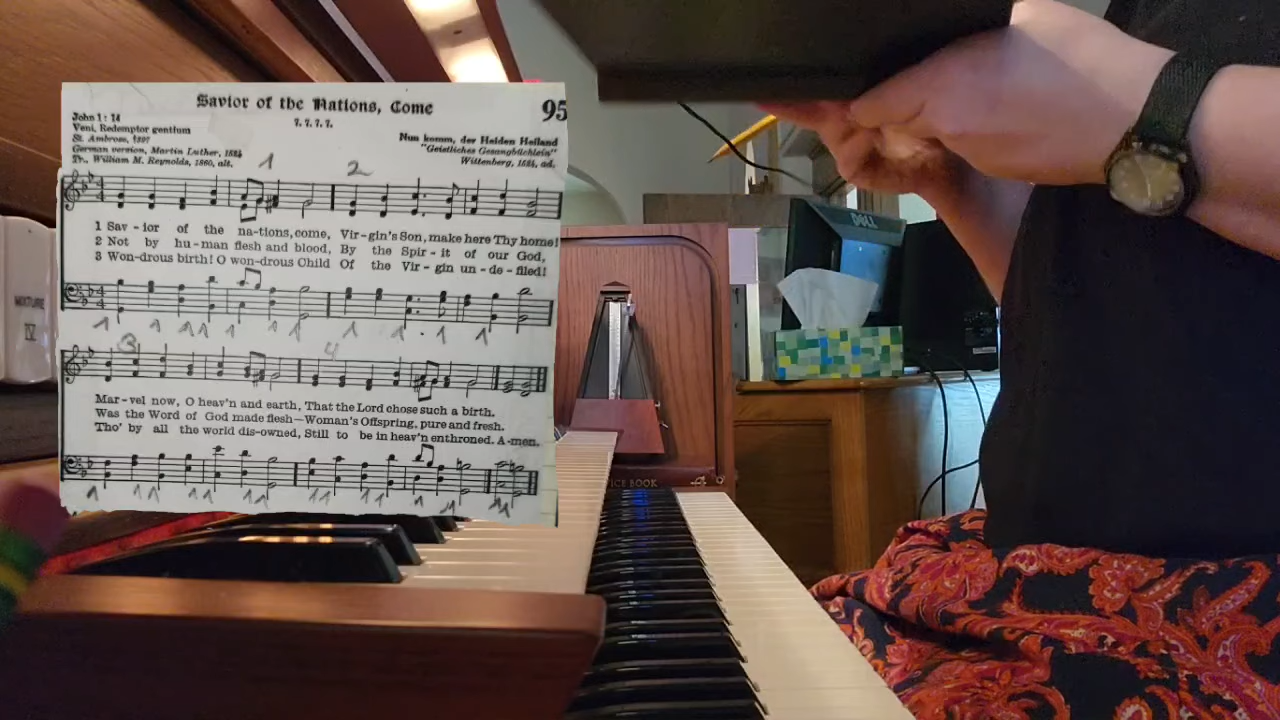 Savior of the Nations, Come
95
7. 7. 7. 7.
John 1 : 14
Veni, Redemptor gentium
St. Ambrose, †397
German version, Martin Luther, 1524
Tr., William M. Reynolds, 1860, alt.
Nun komm, der Heiden Heiland
"Geistliches Gesangbüchlein"
Wittenberg, 1524, ad.
1
2
1 Sav - ior of the na-tions, come, Vir-gin's Son, make here Thy home!
2 Not by hu - man flesh and blood, By the Spir - it of our God,
3 Won-drous birth! O won-drous Child Of the Vir - gin un - de - filed!
3
4
Mar - vel now, O heav'n and earth, That the Lord chose such a birth.
Was the Word of God made flesh—Woman's Offspring, pure and fresh.
Tho' by all the world dis-owned, Still to be in heav'n enthroned. A-men.
MIXTURE
IV
DELL
ICE BOOK